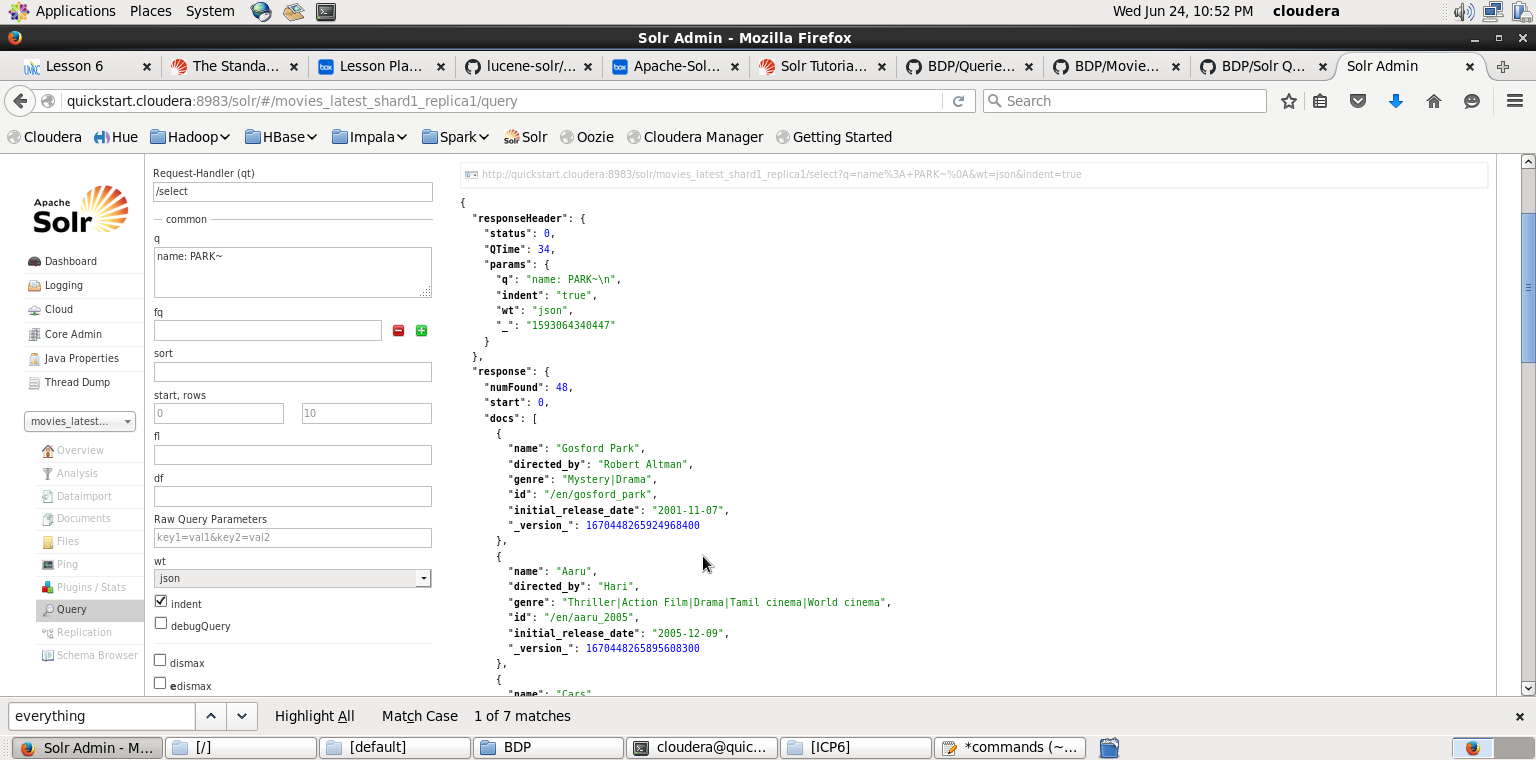 Applications Places System Wed Jun 24, 10:52 PM cloudera
Solr Admin - Mozilla Firefox
Lesson 6 The Standa... Lesson Pla... lucene-solr/... Apache-Sol... Solr Tutoria... BDP/Querie... BDP/Movie... BDP/Solr Q... Solr Admin
quickstart.cloudera:8983/solr/#/movies_latest_shard1_replica1/query Search
Cloudera Hue Hadoop HBase Impala Spark Solr Oozie Cloudera Manager Getting Started
Apache
Solr
Dashboard
Logging
Cloud
Core Admin
Java Properties
Thread Dump
movies_latest...
Overview
Analysis
Dataimport
Documents
Files
Ping
Plugins / Stats
Query
Replication
Schema Browser
Request-Handler (qt)
/select
common
q
name: PARK~
fq
sort
start, rows
0 10
fl
df
Raw Query Parameters
key1=val1&key2=val2
wt
json
indent
debugQuery
dismax
edismax
http://quickstart.cloudera:8983/solr/movies_latest_shard1_replica1/select?q=name%3A+PARK~%0A&wt=json&indent=true
{
"responseHeader": {
"status": 0,
"QTime": 34,
"params": {
"q": "name: PARK~\n",
"indent": "true",
"wt": "json",
"_": "1593064340447"
}
},
"response": {
"numFound": 48,
"start": 0,
"docs": [
{
"name": "Gosford Park",
"directed_by": "Robert Altman",
"genre": "Mystery|Drama",
"id": "/en/gosford_park",
"initial_release_date": "2001-11-07",
"_version_": 1670448265924968400
},
{
"name": "Aaru",
"directed_by": "Hari",
"genre": "Thriller|Action Film|Drama|Tamil cinema|World cinema",
"id": "/en/aaru_2005",
"initial_release_date": "2005-12-09",
"_version_": 1670448265895608300
},
{
"name": "Cars"
everything Highlight All Match Case 1 of 7 matches
Solr Admin - M... [/] [default] BDP cloudera@quic... [ICP6] *commands (~...